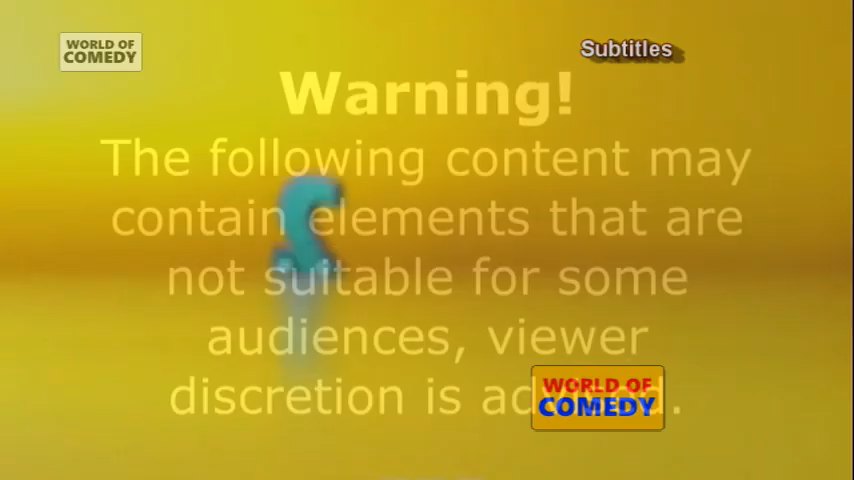 WORLD OF
COMEDY
Subtitles
Warning!
The following content may
contain elements that are
not suitable for some
audiences, viewer
discretion is advised.
WORLD OF
COMEDY
S